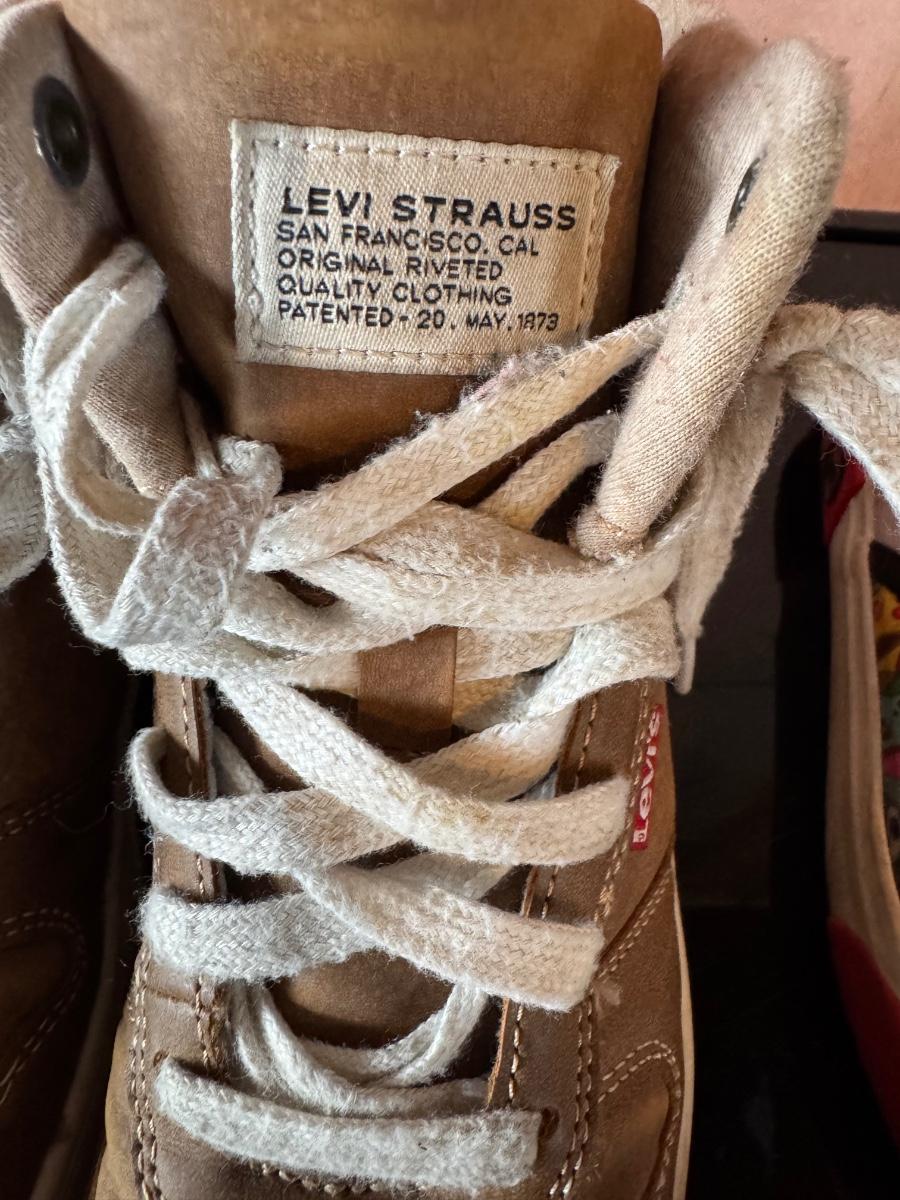 LEVI STRAUSS
SAN FRANCISCO. CAL
ORIGINAL RIVETED
QUALITY CLOTHING
PATENTED - 20. MAY. 1873
Levi's